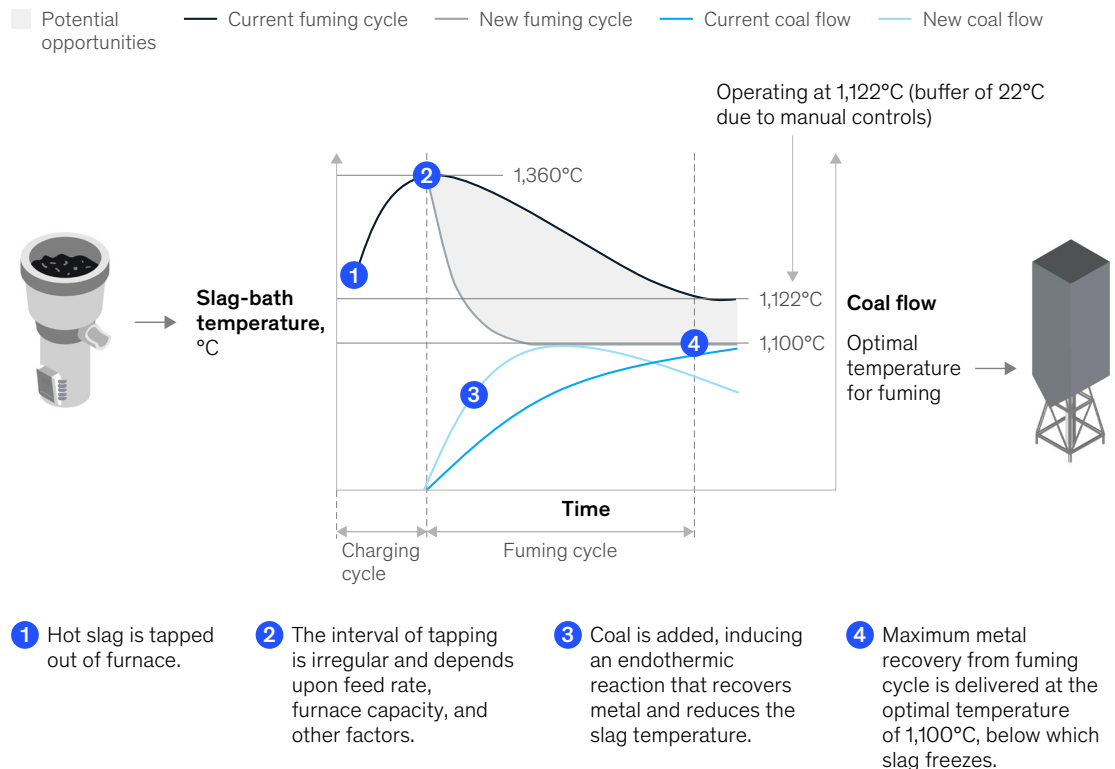 Potential
opportunities
Current fuming cycle
New fuming cycle
Current coal flow
New coal flow
Operating at 1,122°C (buffer of 22°C
due to manual controls)
2
1,360°C
1
Slag-bath
temperature,
°C
1,122°C
4
1,100°C
3
Coal flow
Optimal
temperature
for fuming
Time
Charging
cycle
Fuming cycle
1 Hot slag is tapped
out of furnace.
2 The interval of tapping
is irregular and depends
upon feed rate,
furnace capacity, and
other factors.
3 Coal is added, inducing
an endothermic
reaction that recovers
metal and reduces the
slag temperature.
4 Maximum metal
recovery from fuming
cycle is delivered at the
optimal temperature
of 1,100°C, below which
slag freezes.